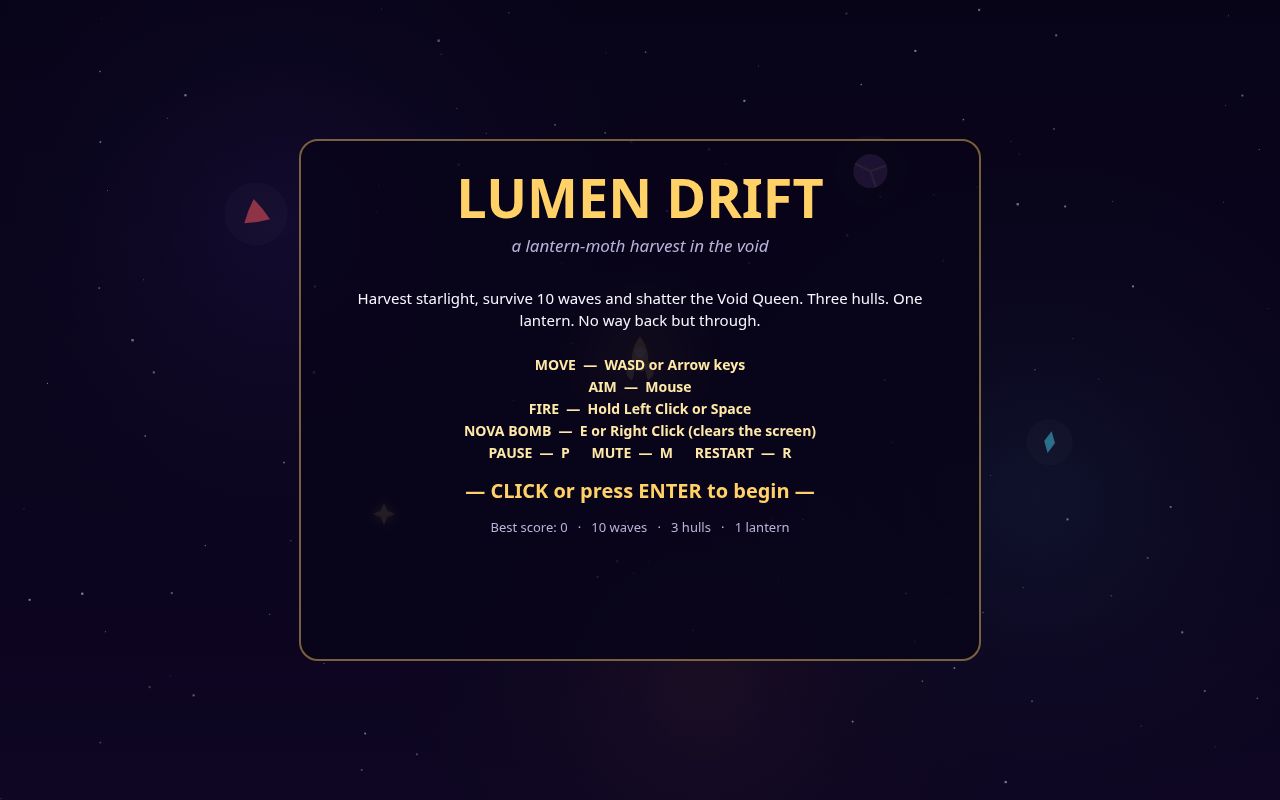 LUMEN DRIFT
a lantern-moth harvest in the void
Harvest starlight, survive 10 waves and shatter the Void Queen. Three hulls. One
lantern. No way back but through.
MOVE — WASD or Arrow keys
AIM — Mouse
FIRE — Hold Left Click or Space
NOVA BOMB — E or Right Click (clears the screen)
PAUSE — P MUTE — M RESTART — R
— CLICK or press ENTER to begin —
Best score: 0 · 10 waves · 3 hulls · 1 lantern